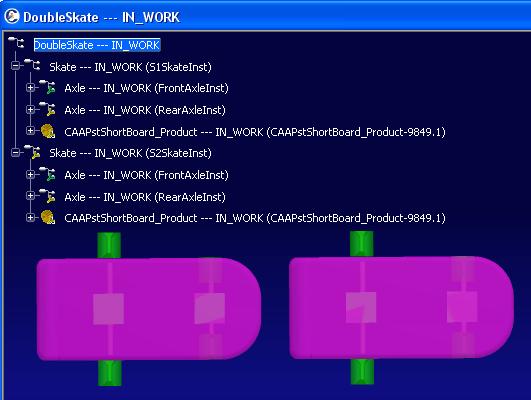 DoubleSkate --- IN_WORK
DoubleSkate --- IN_WORK
Skate --- IN_WORK (S1SkateInst)
Axle --- IN_WORK (FrontAxleInst)
Axle --- IN_WORK (RearAxleInst)
CAAPstShortBoard_Product --- IN_WORK (CAAPstShortBoard_Product-9849.1)
Skate --- IN_WORK (S2SkateInst)
Axle --- IN_WORK (FrontAxleInst)
Axle --- IN_WORK (RearAxleInst)
CAAPstShortBoard_Product --- IN_WORK (CAAPstShortBoard_Product-9849.1)